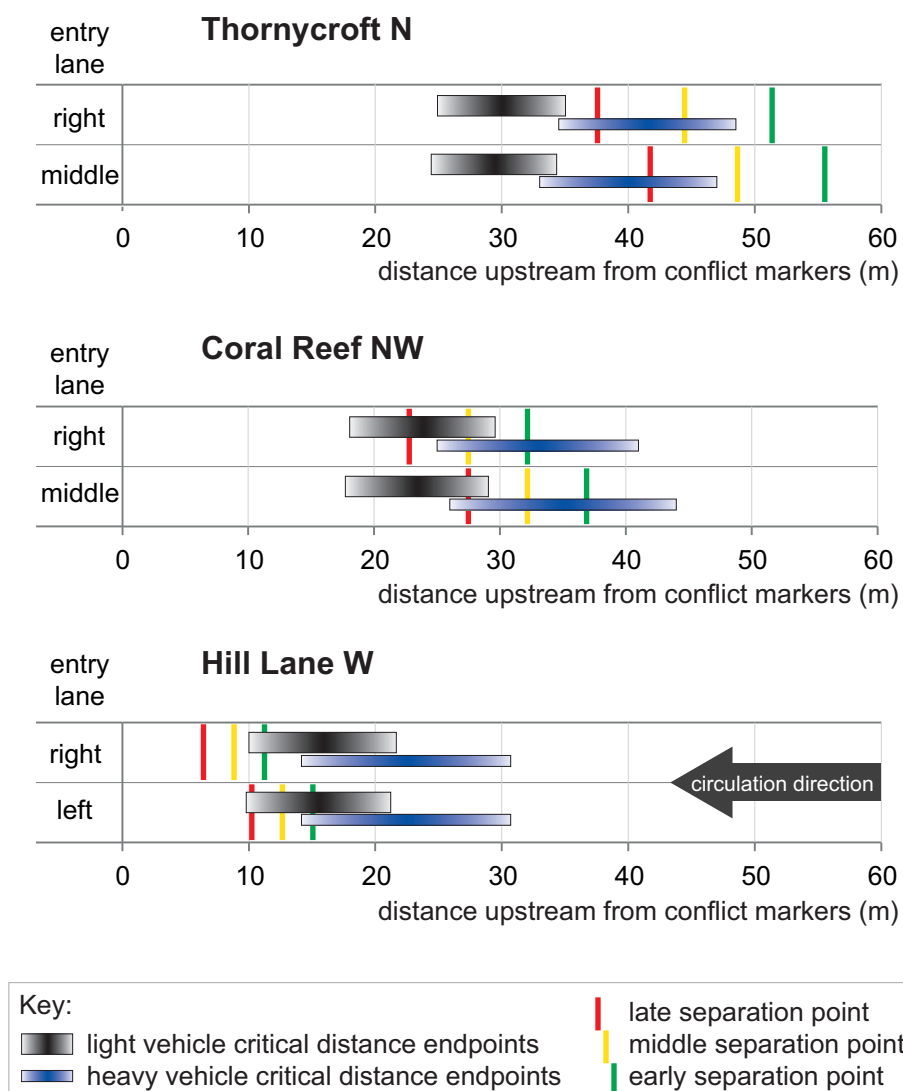 Thornycroft N
entry
lane
right
middle
0 10 20 30 40 50 60
distance upstream from conflict markers (m)
Coral Reef NW
entry
lane
right
middle
0 10 20 30 40 50 60
distance upstream from conflict markers (m)
Hill Lane W
entry
lane
right
left
circulation direction
0 10 20 30 40 50 60
distance upstream from conflict markers (m)
Key:
light vehicle critical distance endpoints
heavy vehicle critical distance endpoints
late separation point
middle separation point
early separation point